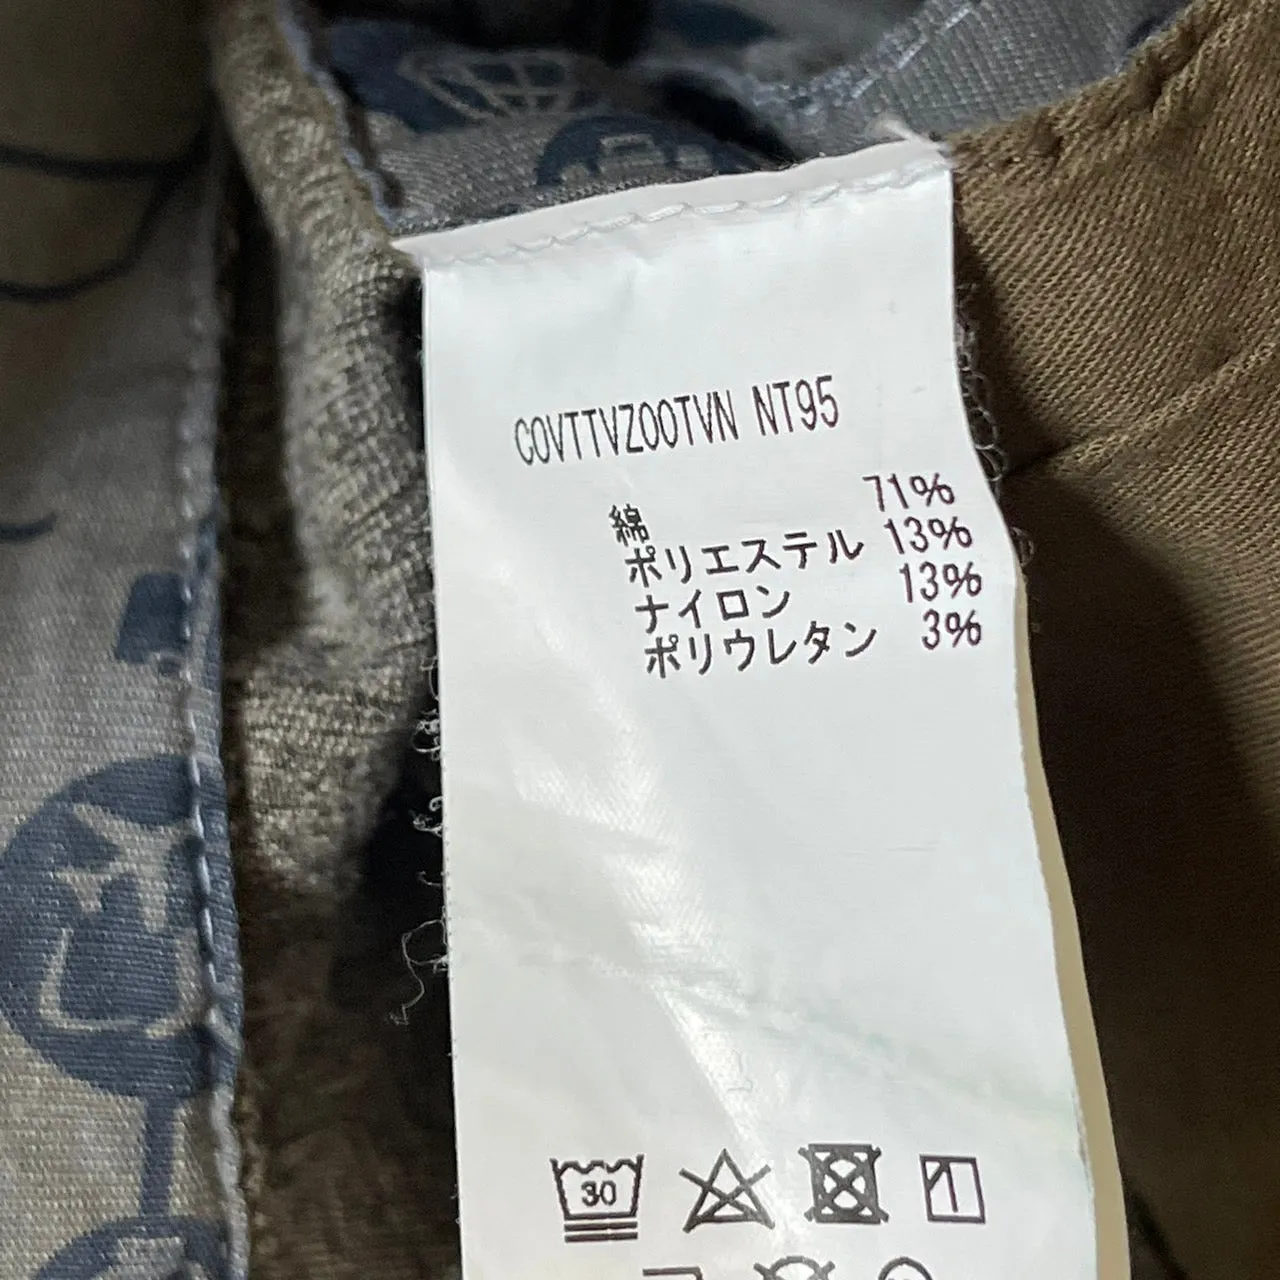 COVTTVZ00TVN NT95
綿 71%
ポリエステル 13%
ナイロン 13%
ポリウレタン 3%
30